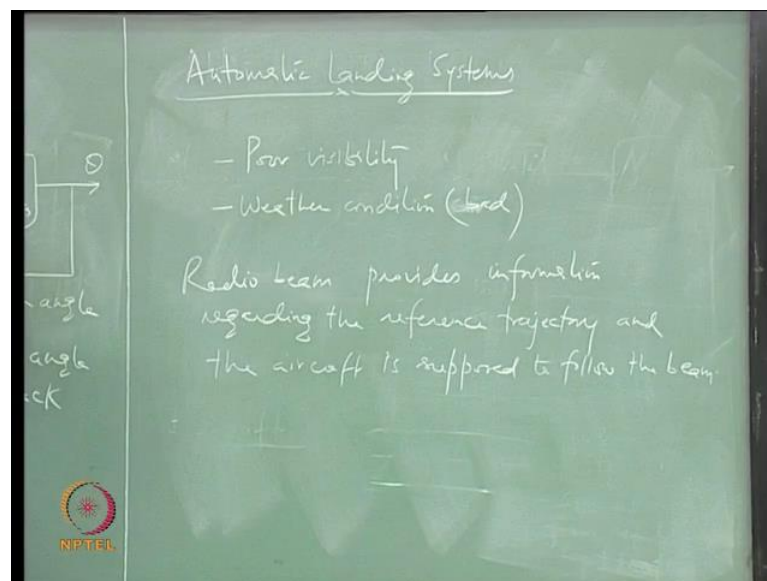 Automatic Landing Systems
- Poor visibility
- Weather condition (bad)
Radio beam provides information
regarding the reference trajectory and
the aircraft is supposed to follow the beam.
θ
angle
angle
ck
NPTEL